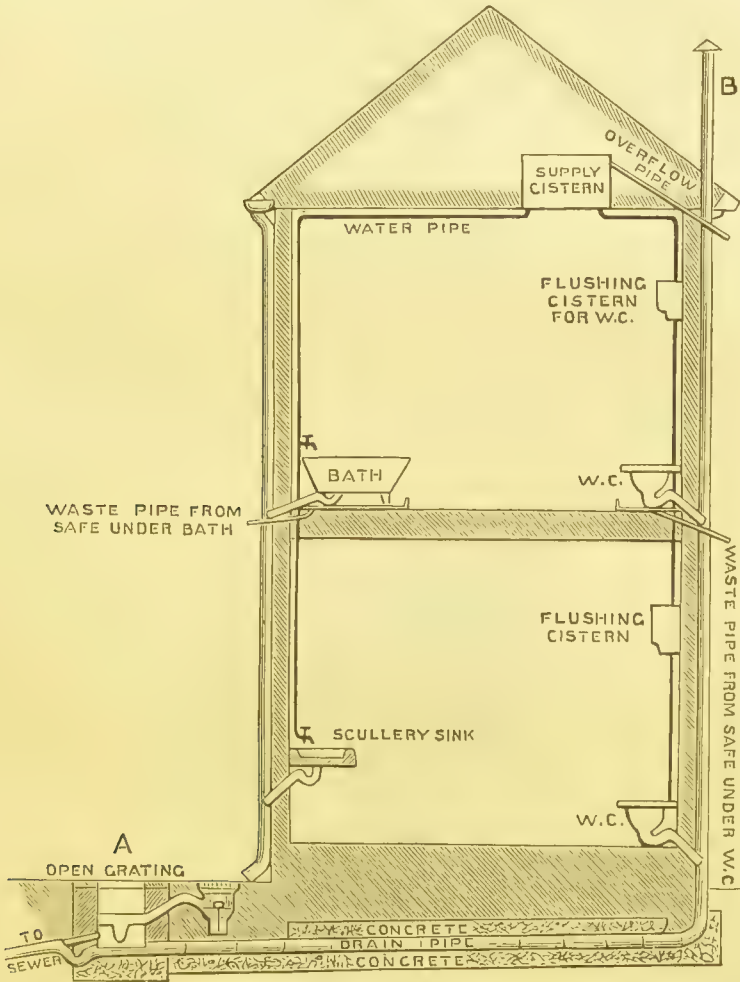 B
OVERFLOW
PIPE
SUPPLY
CISTERN
WATER PIPE
FLUSHING
CISTERN
FOR W.C.
BATH
W.C.
WASTE PIPE FROM
SAFE UNDER BATH
WASTE PIPE FROM SAFE UNDER W.C
FLUSHING
CISTERN
SCULLERY SINK
W.C.
A
OPEN GRATING
TO
SEWER
CONCRETE
DRAIN PIPE
CONCRETE